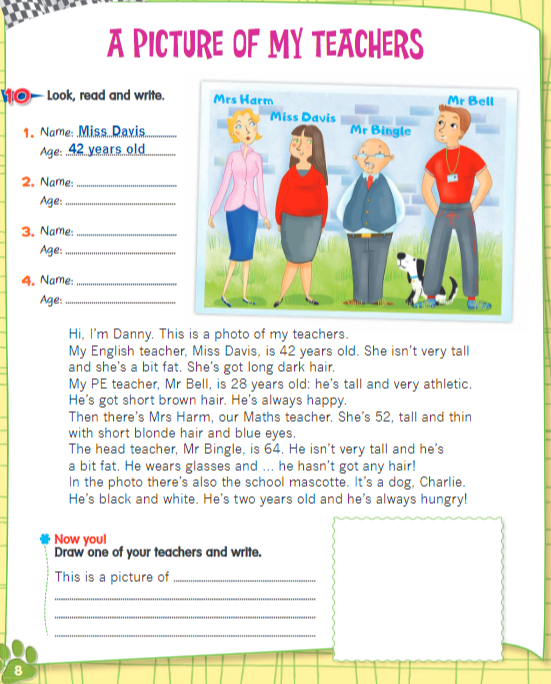 A PICTURE OF MY TEACHERS
10 Look, read and write.
Mrs Harm
Miss Davis
Mr Bingle
Mr Bell
1. Name: Miss Davis
Age: 42 years old
2. Name:
Age:
3. Name:
Age:
4. Name:
Age:
Hi, I'm Danny. This is a photo of my teachers.
My English teacher, Miss Davis, is 42 years old. She isn't very tall
and she's a bit fat. She's got long dark hair.
My PE teacher, Mr Bell, is 28 years old: he's tall and very athletic.
He's got short brown hair. He's always happy.
Then there's Mrs Harm, our Maths teacher. She's 52, tall and thin
with short blonde hair and blue eyes.
The head teacher, Mr Bingle, is 64. He isn't very tall and he's
a bit fat. He wears glasses and ... he hasn't got any hair!
In the photo there's also the school mascotte. It's a dog, Charlie.
He's black and white. He's two years old and he's always hungry!
Now you!
Draw one of your teachers and write.
This is a picture of
8